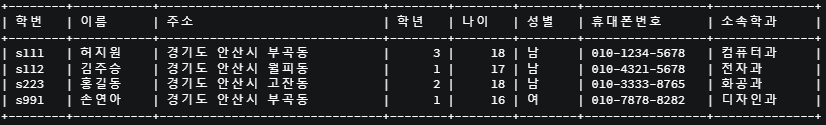 학번 이름 주소 학년 나이 성별 휴대폰번호 소속학과
s111 허지원 경기도 안산시 부곡동 3 18 남 010-1234-5678 컴퓨터과
s112 김주승 경기도 안산시 월피동 1 17 남 010-4321-5678 전자과
s223 홍길동 경기도 안산시 고잔동 2 18 남 010-3333-8765 화공과
s991 손연아 경기도 안산시 부곡동 1 16 여 010-7878-8282 디자인과